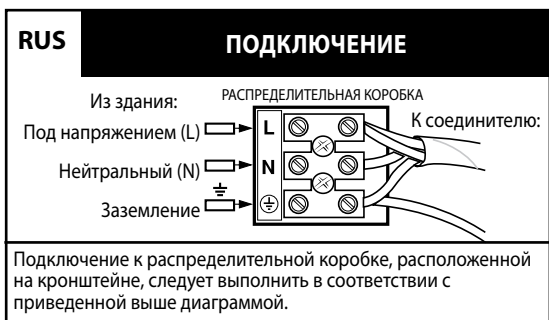 RUS
ПОДКЛЮЧЕНИЕ
Из здания:
РАСПРЕДЕЛИТЕЛЬНАЯ КОРОБКА
К соединителю:
Под напряжением (L)
L
Нейтральный (N)
N
Заземление
Подключение к распределительной коробке, расположенной
на кронштейне, следует выполнить в соответствии с
приведенной выше диаграммой.